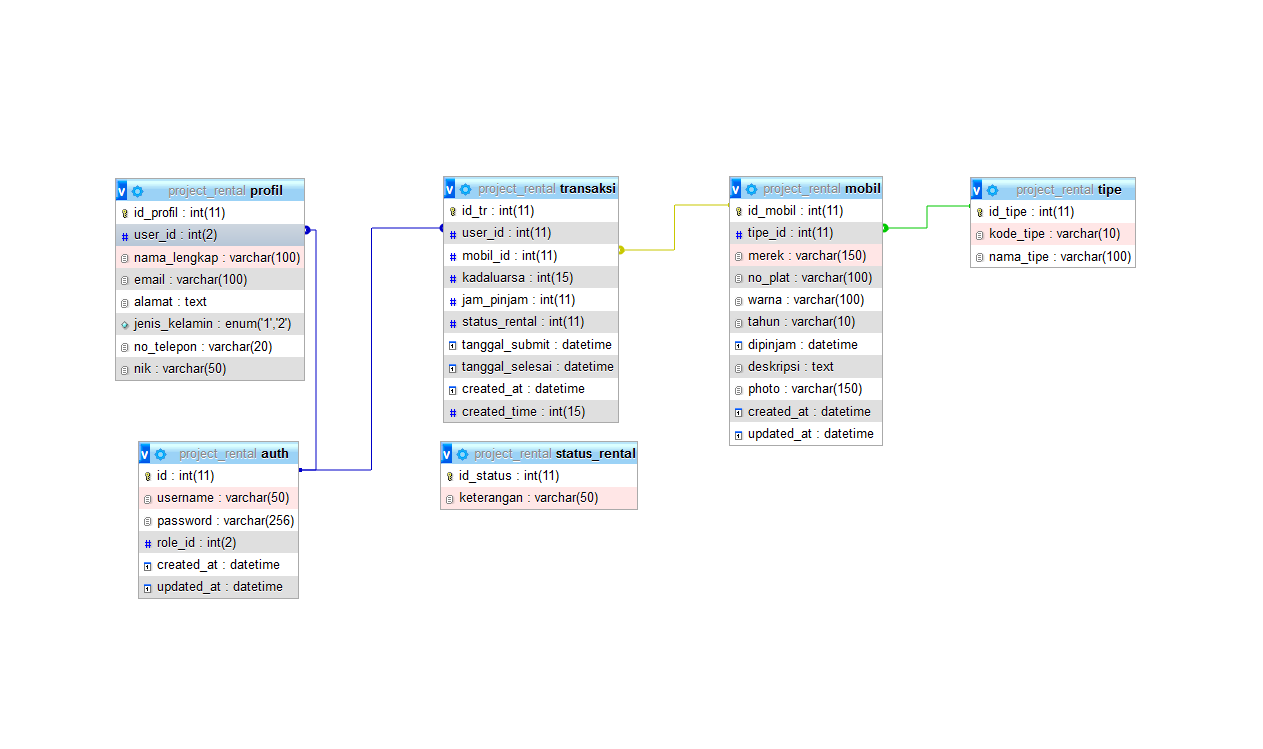 project_rental profil
id_profil : int(11)
user_id : int(2)
nama_lengkap : varchar(100)
email : varchar(100)
alamat : text
jenis_kelamin : enum('1','2')
no_telepon : varchar(20)
nik : varchar(50)
project_rental transaksi
id_tr : int(11)
user_id : int(11)
mobil_id : int(11)
kadaluarsa : int(15)
jam_pinjam : int(11)
status_rental : int(11)
tanggal_submit : datetime
tanggal_selesai : datetime
created_at : datetime
created_time : int(15)
project_rental mobil
id_mobil : int(11)
tipe_id : int(11)
merek : varchar(150)
no_plat : varchar(100)
warna : varchar(100)
tahun : varchar(10)
dipinjam : datetime
deskripsi : text
photo : varchar(150)
created_at : datetime
updated_at : datetime
project_rental tipe
id_tipe : int(11)
kode_tipe : varchar(10)
nama_tipe : varchar(100)
project_rental auth
id : int(11)
username : varchar(50)
password : varchar(256)
role_id : int(2)
created_at : datetime
updated_at : datetime
project_rental status_rental
id_status : int(11)
keterangan : varchar(50)